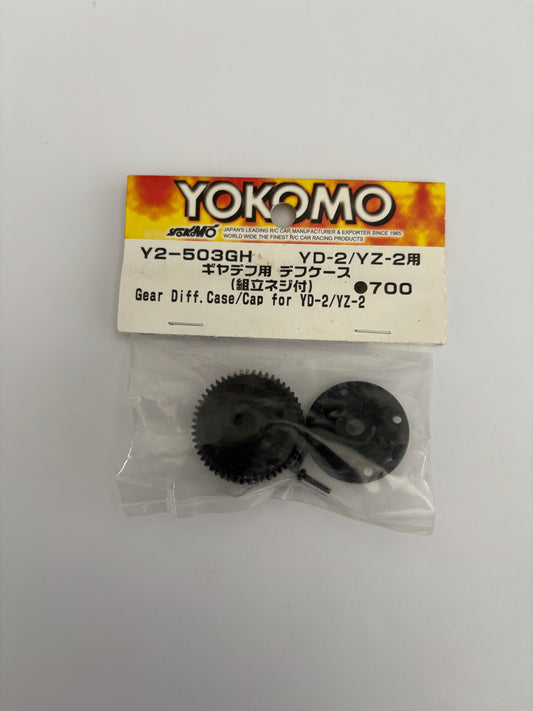 YOKOMO
YOKOMO JAPAN'S LEADING R/C CAR MANUFACTURER & EXPORTER SINCE 1965
WORLD WIDE THE FINEST R/C CAR RACING PRODUCTS
Y2-503GH YD-2/YZ-2用
ギヤデフ用 デフケース
(組立ネジ付) ●700
Gear Diff.Case/Cap for YD-2/YZ-2